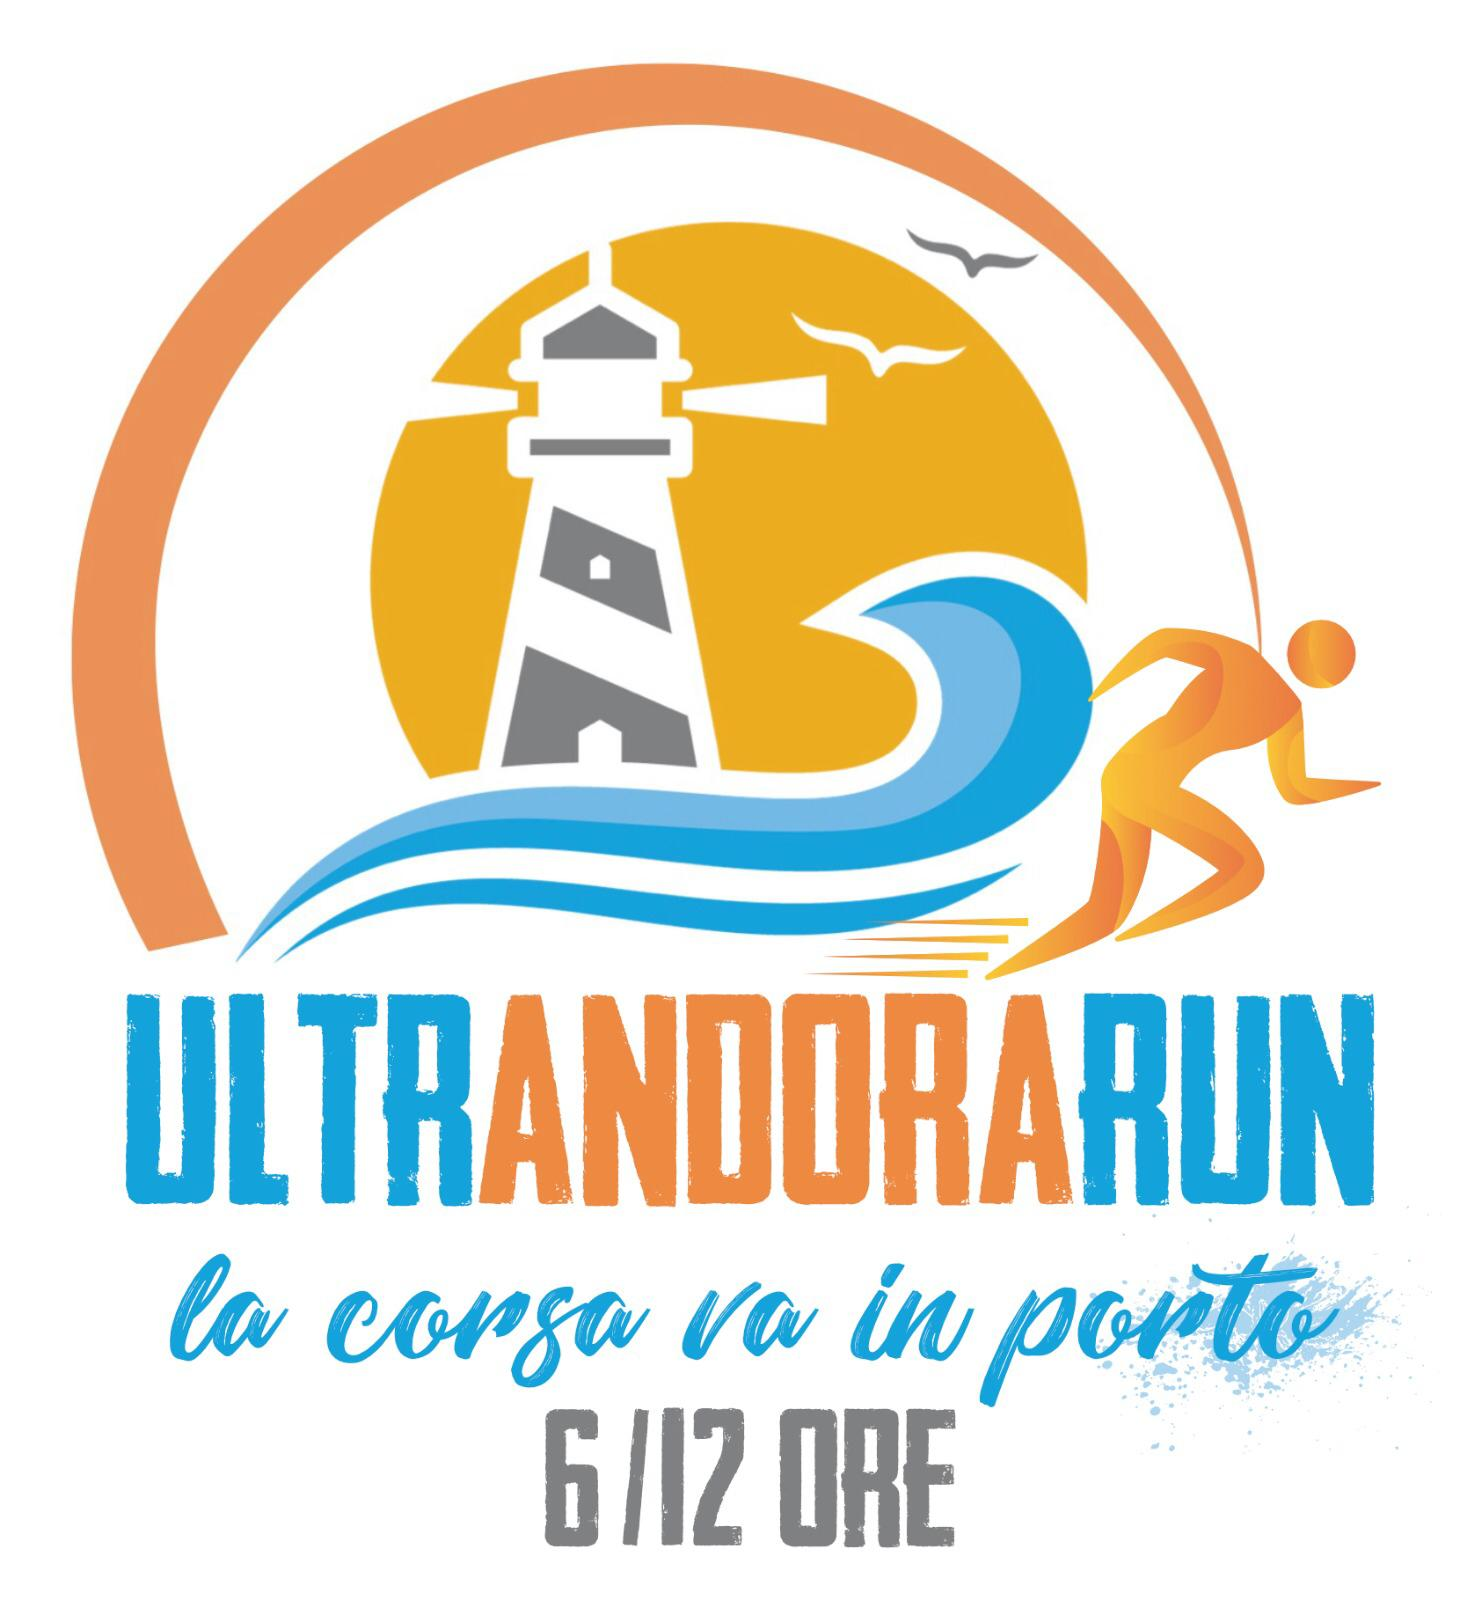 ULTRANDORARUN
la corsa va in porto
6/12 ORE